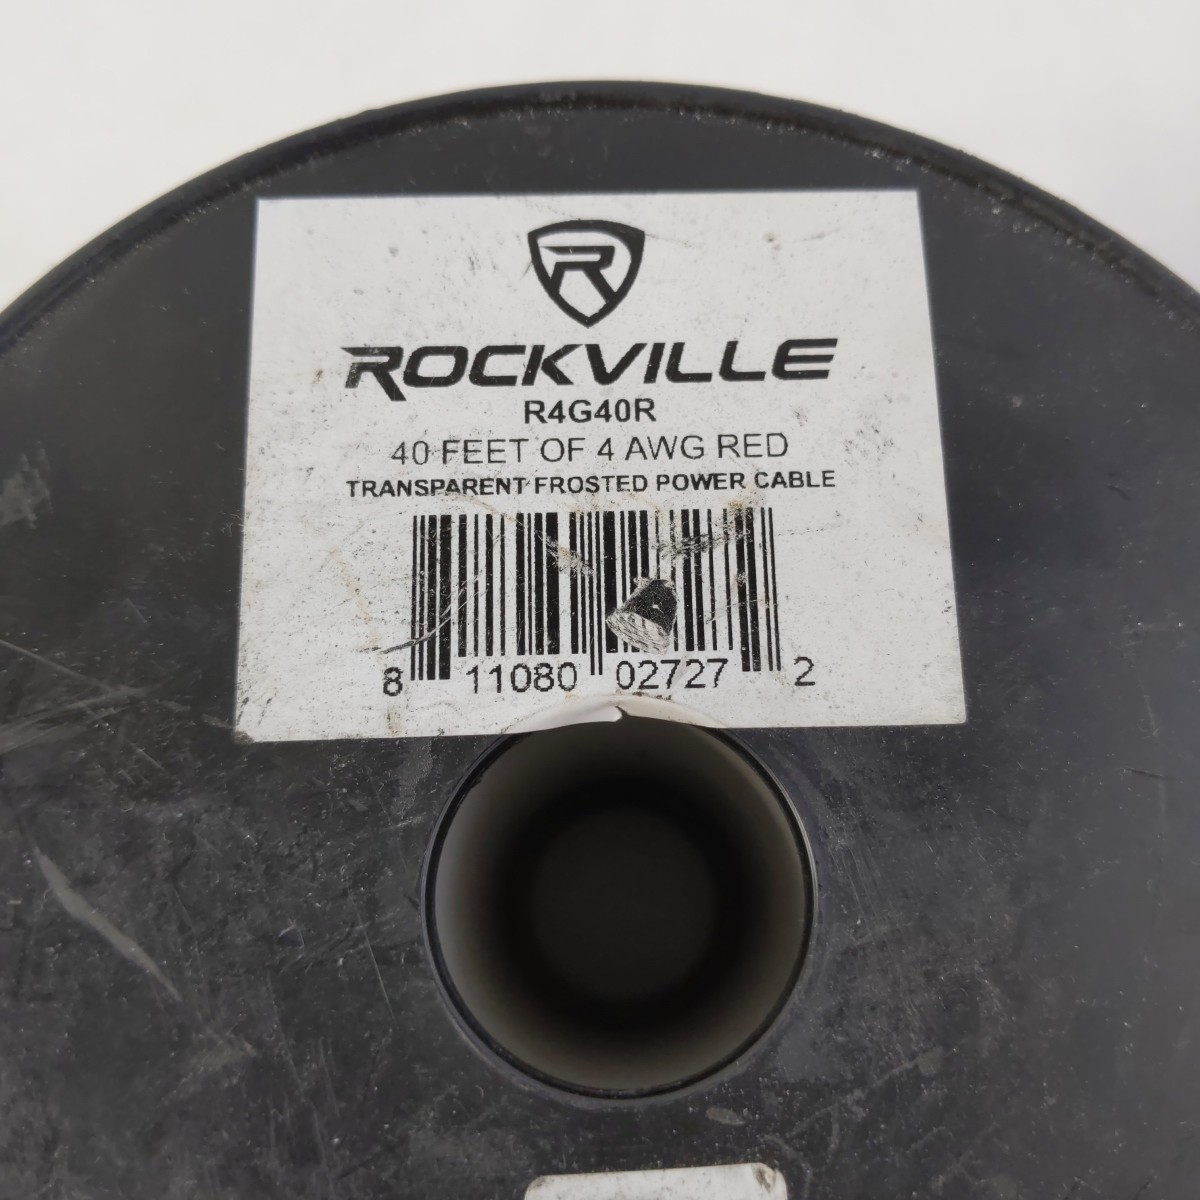 R
ROCKVILLE
R4G40R
40 FEET OF 4 AWG RED
TRANSPARENT FROSTED POWER CABLE
8 11080 02727 2